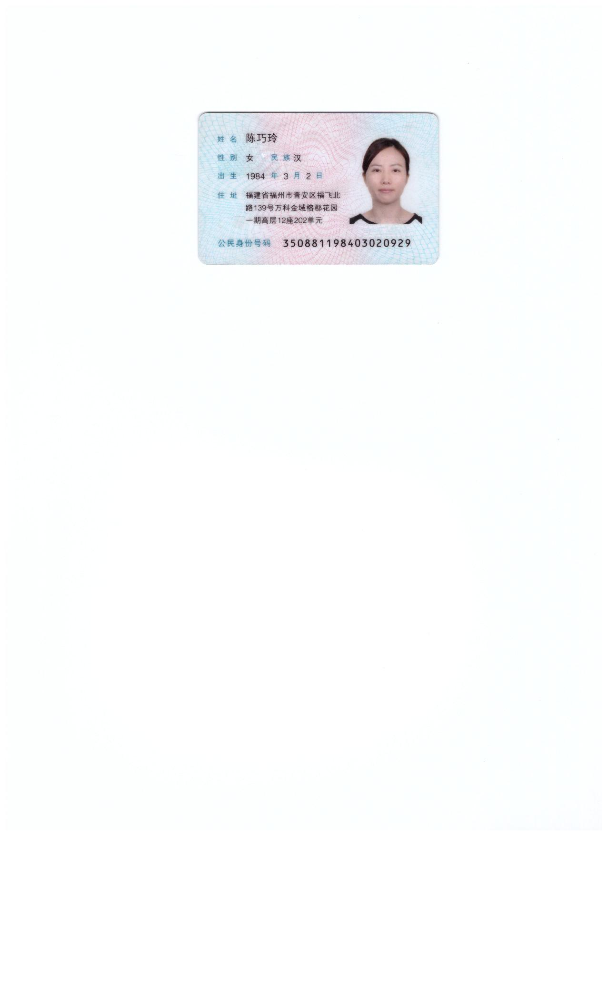 姓名 陈巧玲
性别 女 民族 汉
出生 1984 年 3 月 2 日
住址 福建省福州市晋安区福飞北
路139号万科金域榕郡花园
一期高层12座202单元
公民身份号码 350881198403020929